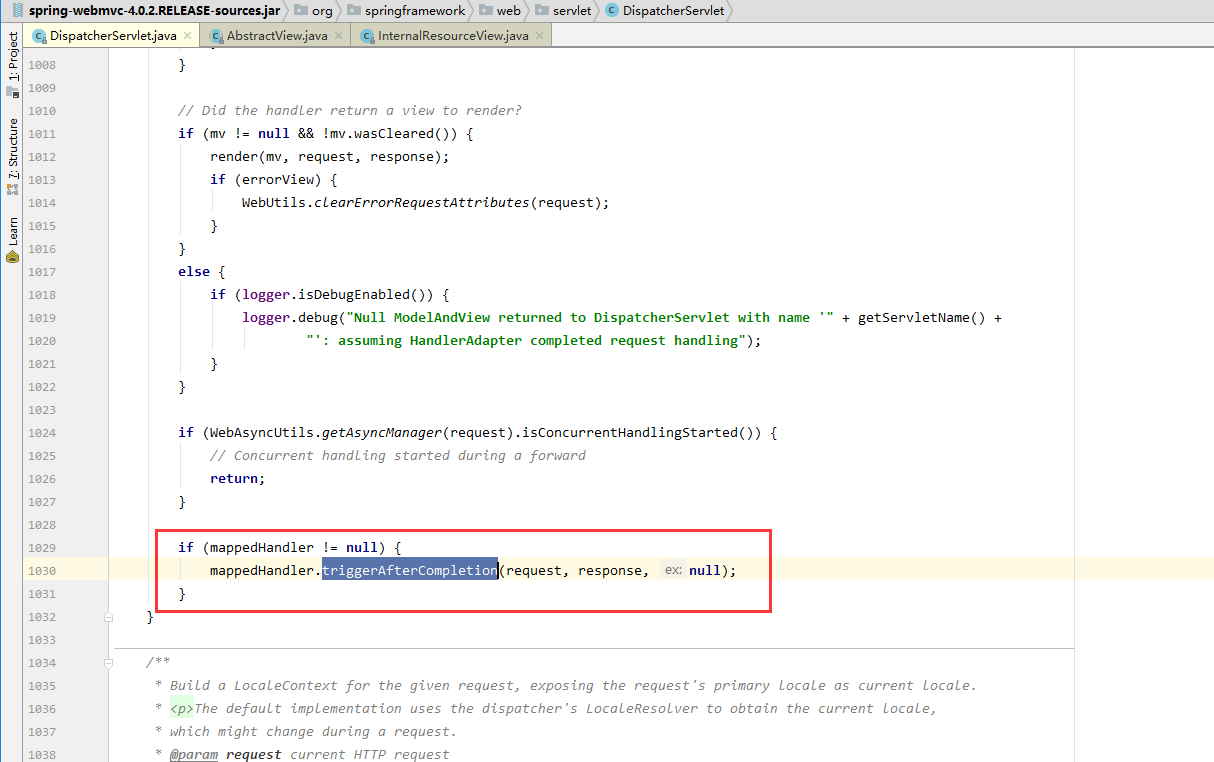 spring-webmvc-4.0.2.RELEASE-sources.jar org springframework web servlet DispatcherServlet
DispatcherServlet.java AbstractView.java InternalResourceView.java
1: Project
7: Structure
Learn
1008 }
1009
1010 // Did the handler return a view to render?
1011 if (mv != null && !mv.wasCleared()) {
1012 render(mv, request, response);
1013 if (errorView) {
1014 WebUtils.clearErrorRequestAttributes(request);
1015 }
1016 }
1017 else {
1018 if (logger.isDebugEnabled()) {
1019 logger.debug("Null ModelAndView returned to DispatcherServlet with name '" + getServletName() +
1020 "': assuming HandlerAdapter completed request handling");
1021 }
1022 }
1023
1024 if (WebAsyncUtils.getAsyncManager(request).isConcurrentHandlingStarted()) {
1025 // Concurrent handling started during a forward
1026 return;
1027 }
1028
1029 if (mappedHandler != null) {
1030 mappedHandler.triggerAfterCompletion(request, response, ex: null);
1031 }
1032 }
1033
1034 /**
1035 * Build a LocaleContext for the given request, exposing the request's primary locale as current locale.
1036 * <p>The default implementation uses the dispatcher's LocaleResolver to obtain the current locale,
1037 * which might change during a request.
1038 * @param request current HTTP request